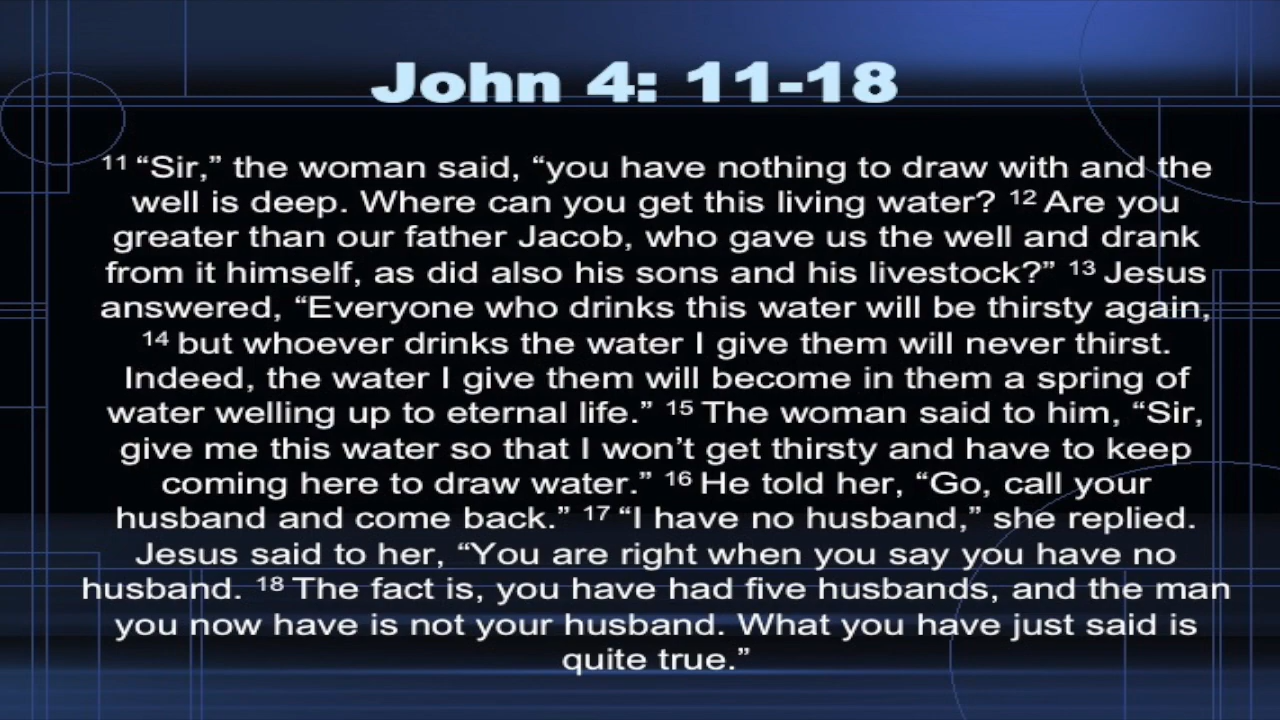 John 4: 11-18
¹¹ “Sir,” the woman said, “you have nothing to draw with and the
well is deep. Where can you get this living water? ¹² Are you
greater than our father Jacob, who gave us the well and drank
from it himself, as did also his sons and his livestock?” ¹³ Jesus
answered, “Everyone who drinks this water will be thirsty again,
¹⁴ but whoever drinks the water I give them will never thirst.
Indeed, the water I give them will become in them a spring of
water welling up to eternal life.” ¹⁵ The woman said to him, “Sir,
give me this water so that I won’t get thirsty and have to keep
coming here to draw water.” ¹⁶ He told her, “Go, call your
husband and come back.” ¹⁷ “I have no husband,” she replied.
Jesus said to her, “You are right when you say you have no
husband. ¹⁸ The fact is, you have had five husbands, and the man
you now have is not your husband. What you have just said is
quite true.”